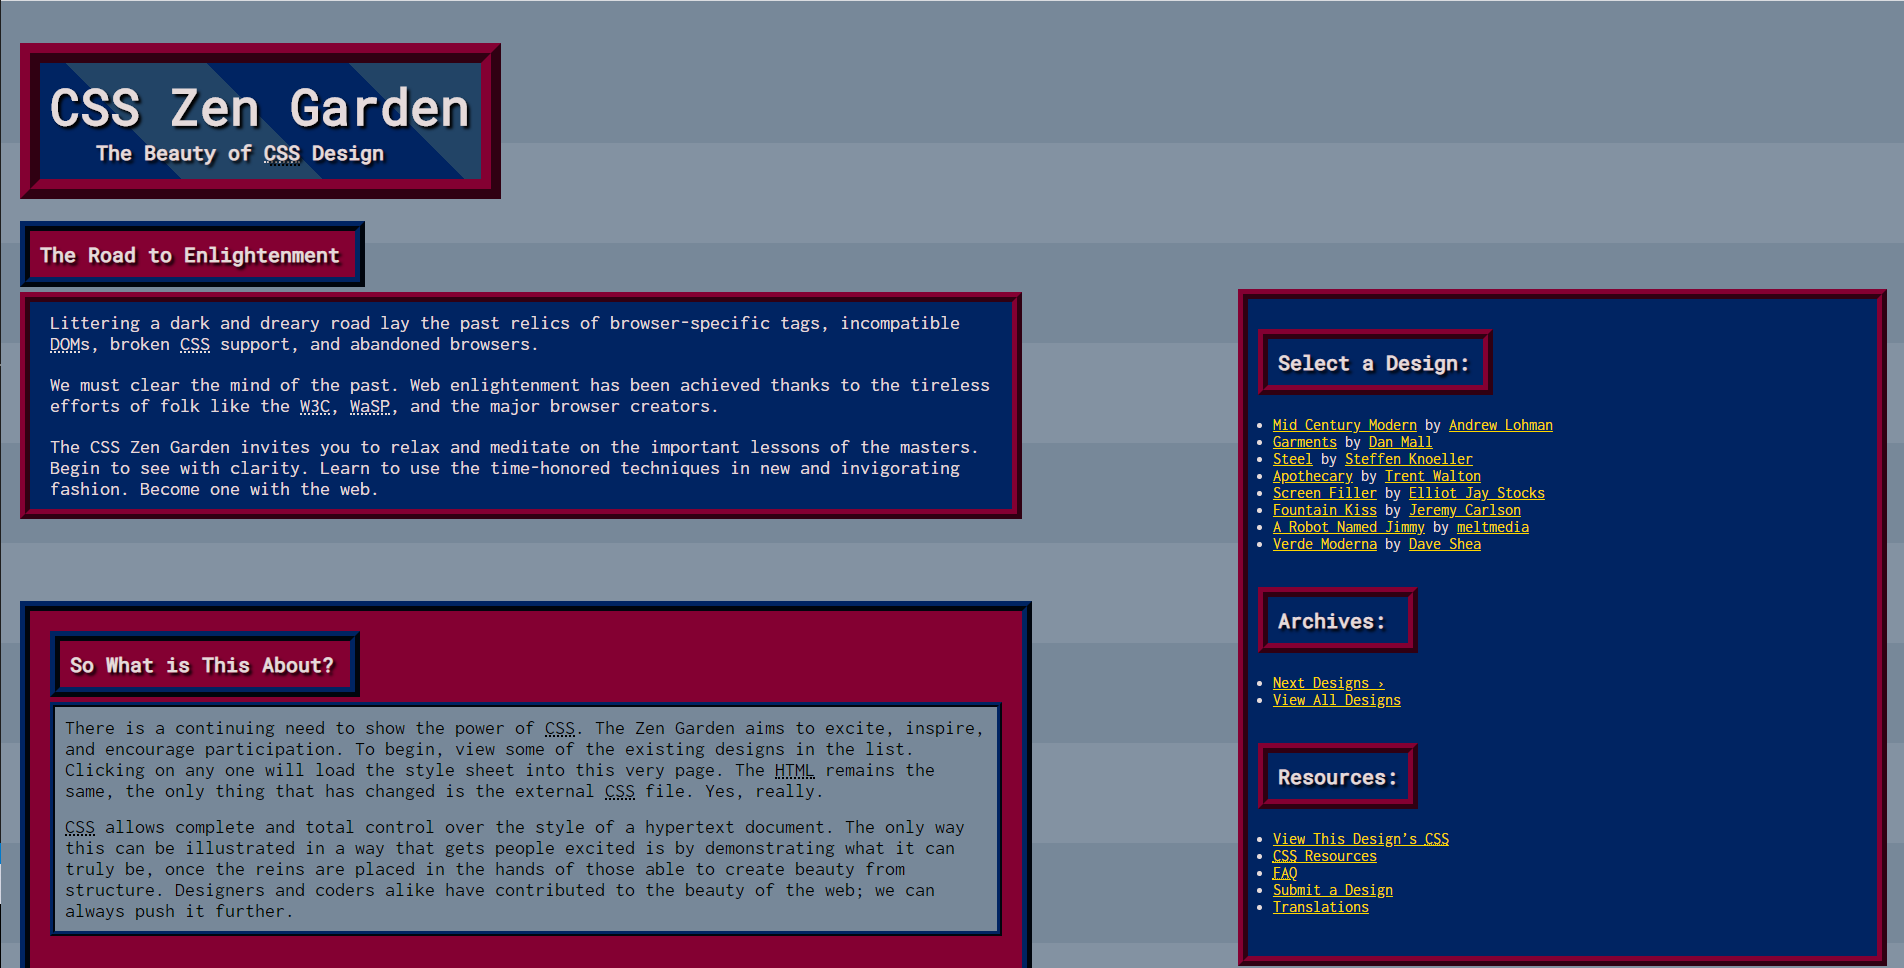 CSS Zen Garden
The Beauty of CSS Design
The Road to Enlightenment
Littering a dark and dreary road lay the past relics of browser-specific tags, incompatible
DOMs, broken CSS support, and abandoned browsers.
We must clear the mind of the past. Web enlightenment has been achieved thanks to the tireless
efforts of folk like the W3C, WaSP, and the major browser creators.
The CSS Zen Garden invites you to relax and meditate on the important lessons of the masters.
Begin to see with clarity. Learn to use the time-honored techniques in new and invigorating
fashion. Become one with the web.
So What is This About?
There is a continuing need to show the power of CSS. The Zen Garden aims to excite, inspire,
and encourage participation. To begin, view some of the existing designs in the list.
Clicking on any one will load the style sheet into this very page. The HTML remains the
same, the only thing that has changed is the external CSS file. Yes, really.
CSS allows complete and total control over the style of a hypertext document. The only way
this can be illustrated in a way that gets people excited is by demonstrating what it can
truly be, once the reins are placed in the hands of those able to create beauty from
structure. Designers and coders alike have contributed to the beauty of the web; we can
always push it further.
Select a Design:
Mid Century Modern by Andrew Lohman
Garments by Dan Mall
Steel by Steffen Knoeller
Apothecary by Trent Walton
Screen Filler by Elliot Jay Stocks
Fountain Kiss by Jeremy Carlson
A Robot Named Jimmy by meltmedia
Verde Moderna by Dave Shea
Archives:
Next Designs ›
View All Designs
Resources:
View This Design’s CSS
CSS Resources
FAQ
Submit a Design
Translations